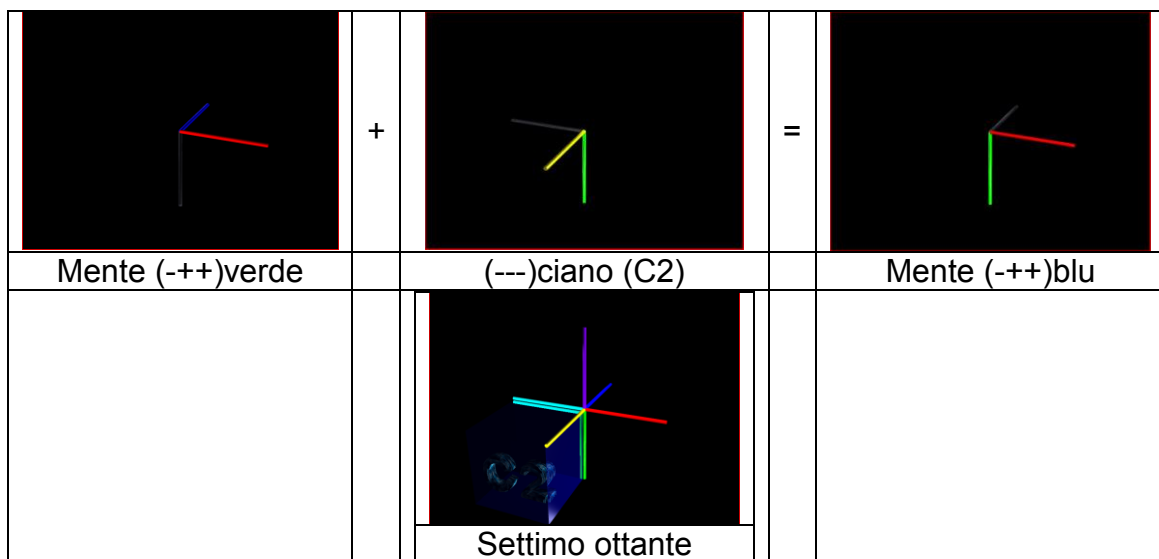 +
=
Mente (-++)verde
(---)ciano (C2)
Mente (-++)blu
C2
Settimo ottante